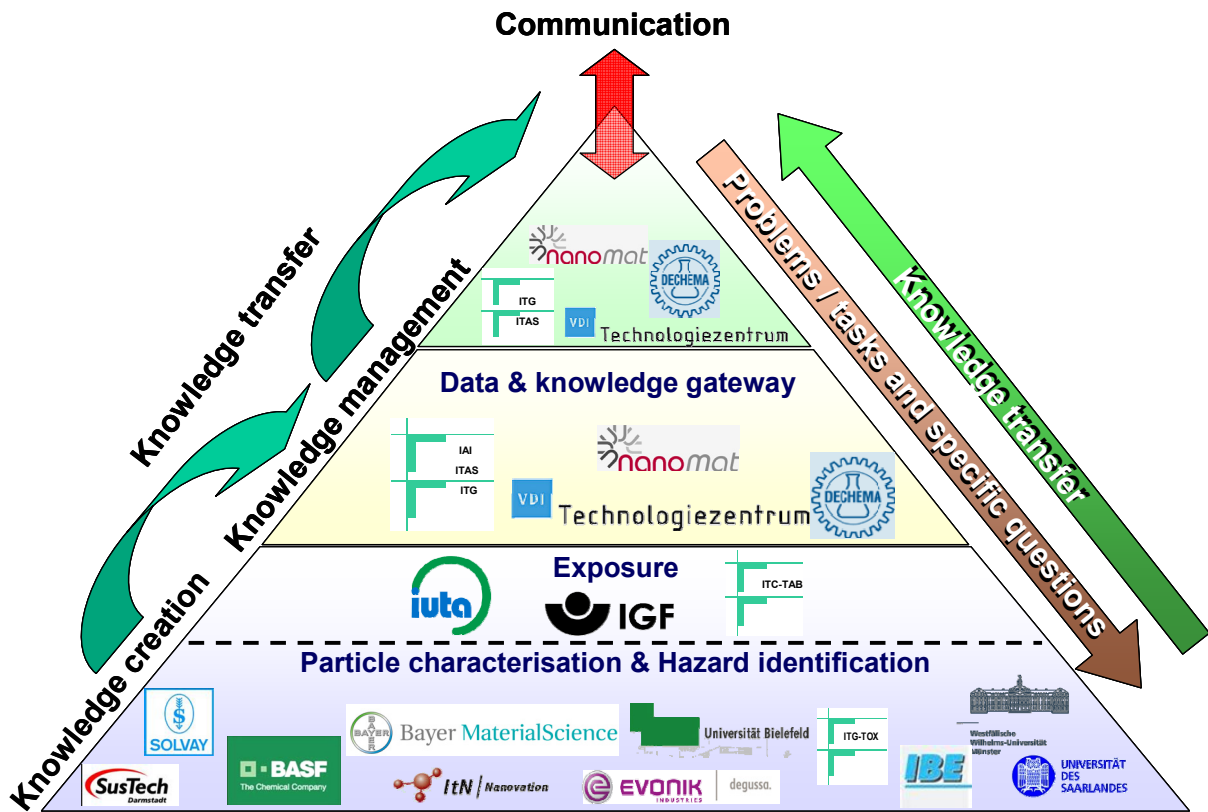 Communication
Knowledge transfer
Knowledge management
Knowledge creation
Problems / tasks and specific questions
Knowledge transfer
nanomat
DECHEMA
ITG
ITAS
VDI
Technologiezentrum
Data & knowledge gateway
IAI
ITAS
ITG
nanomat
VDI
Technologiezentrum
DECHEMA
Exposure
iuta
IGF
ITC-TAB
Particle characterisation & Hazard identification
S
SOLVAY
BAYER
BAYER
Bayer MaterialScience
Universität Bielefeld
ITG-TOX
Westfälische
Wilhelms-Universität
Münster
SusTech
Darmstadt
BASF
The Chemical Company
ItN Nanovation
EVONIK
INDUSTRIES
degussa.
IBE
UNIVERSITÄT
DES
SAARLANDES